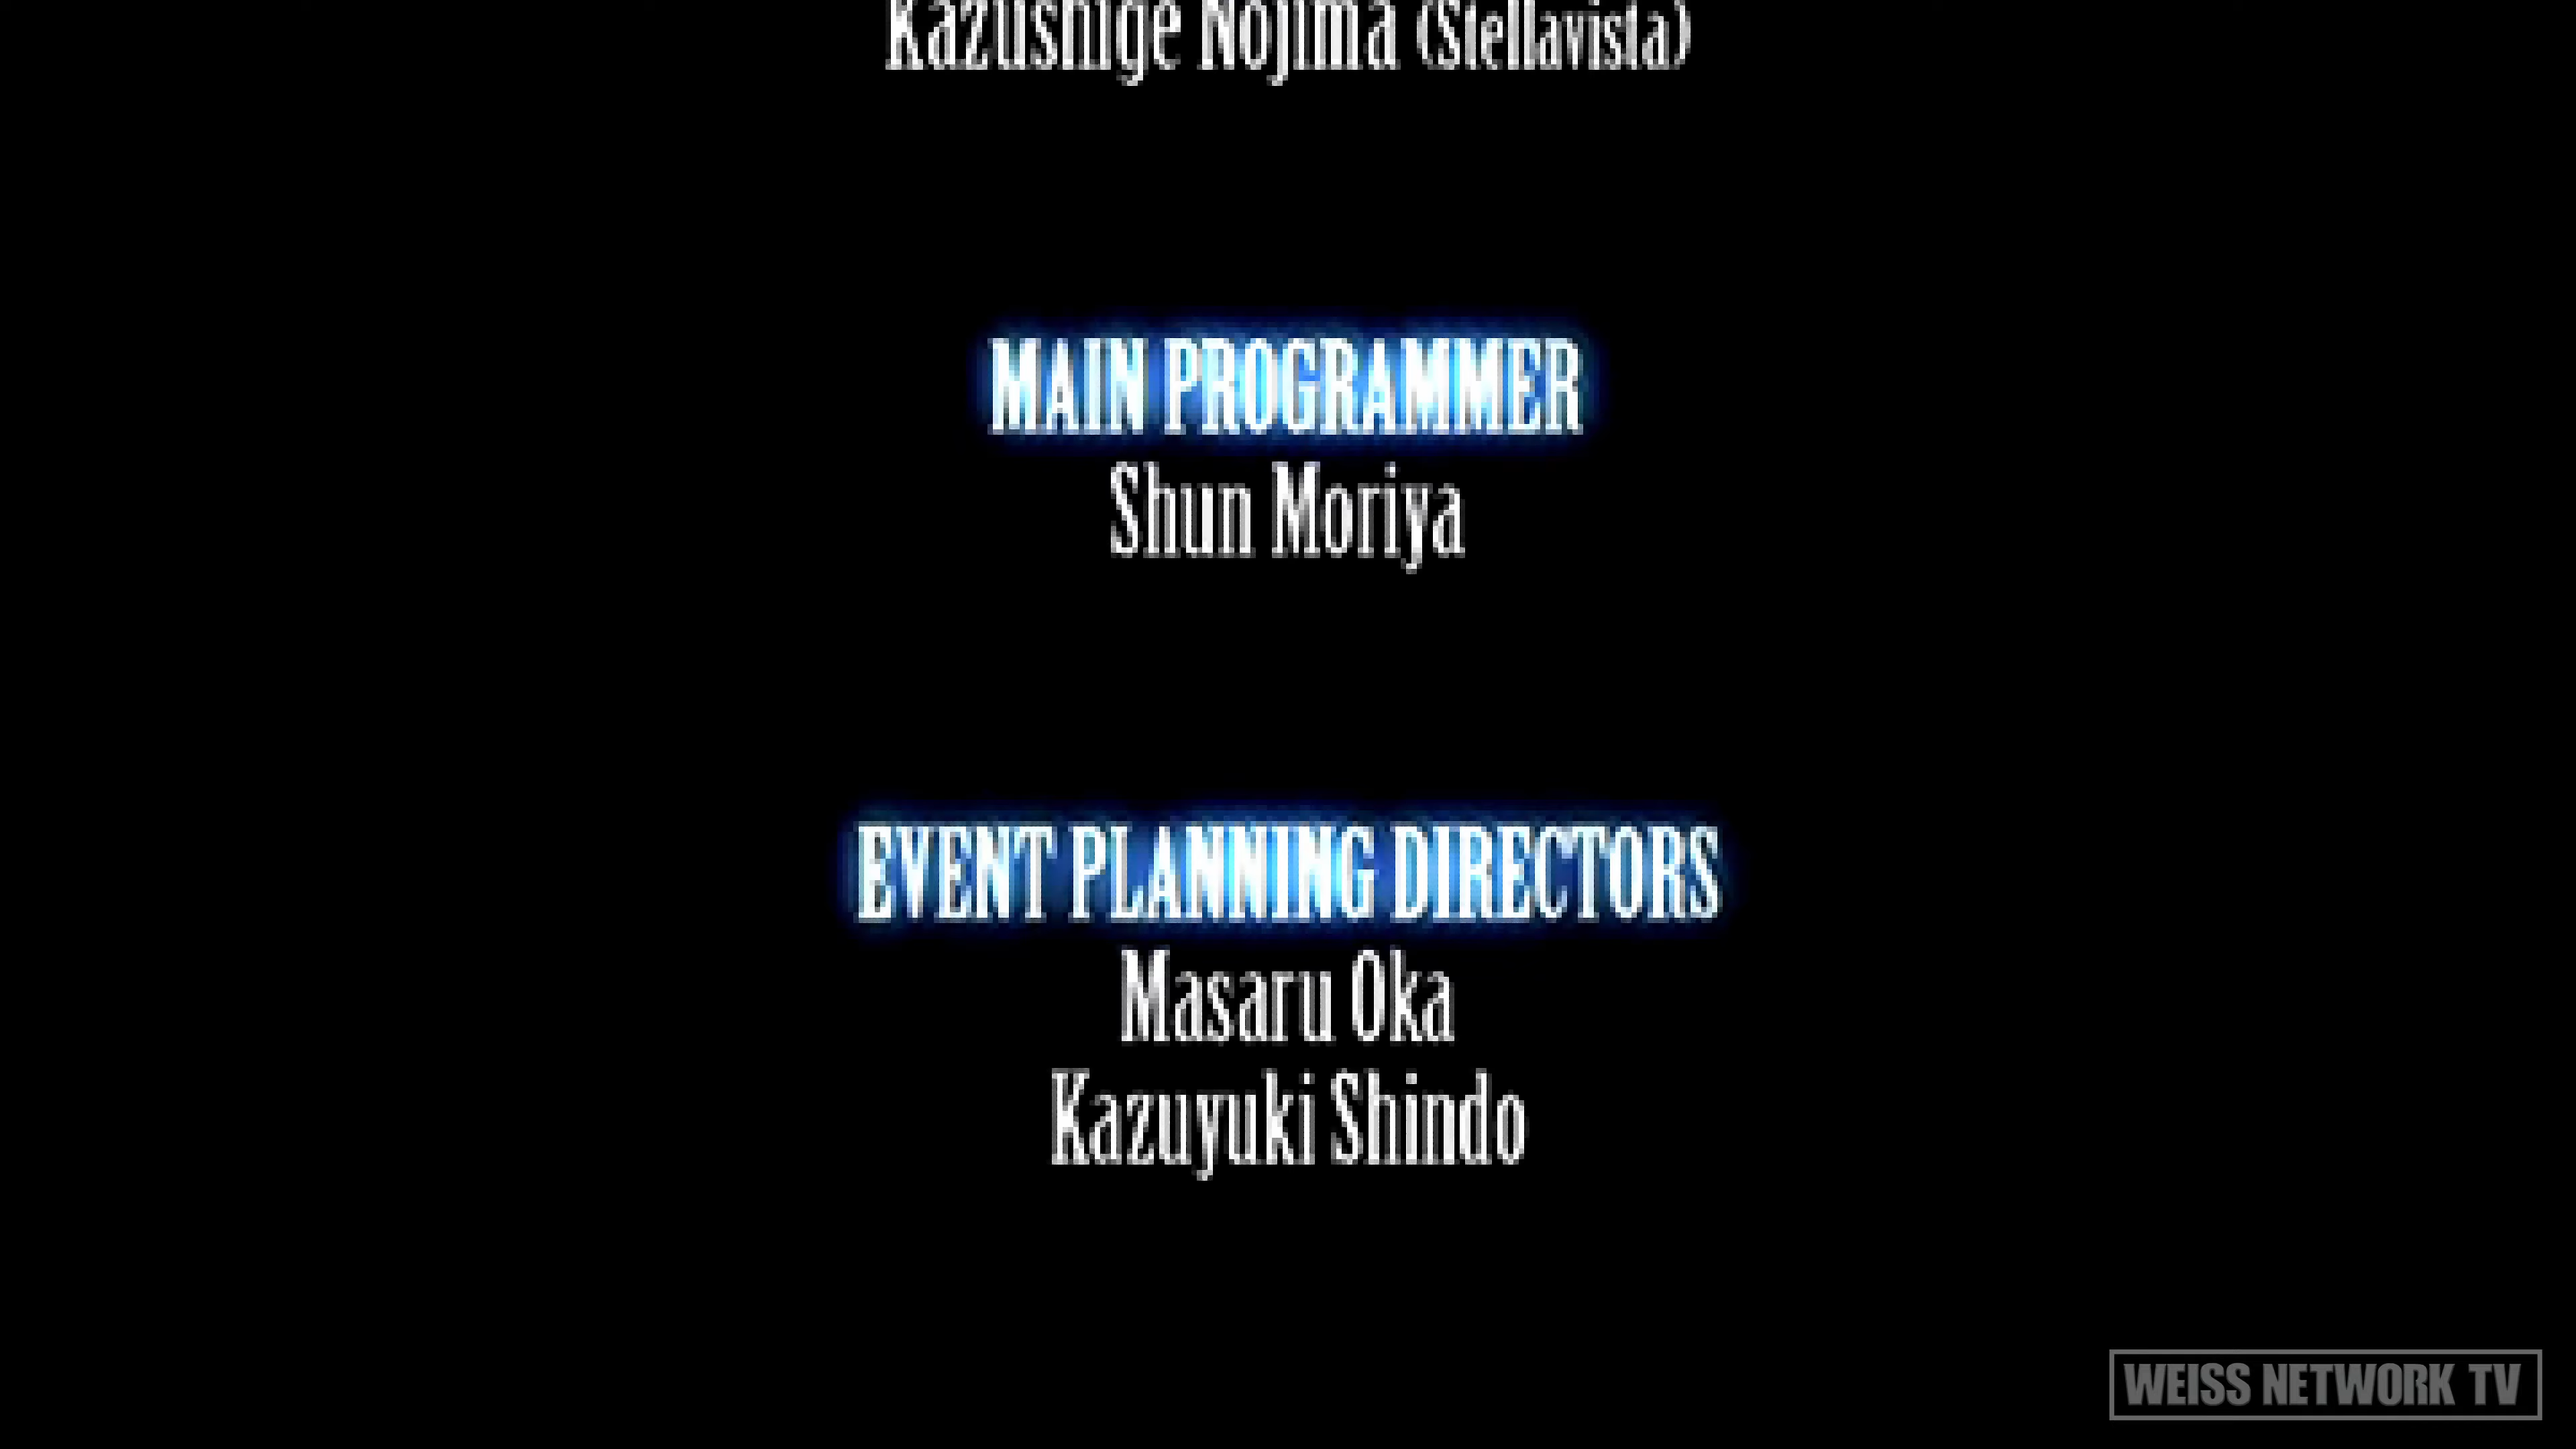 Kazushige Nojima (Stellavista)
MAIN PROGRAMMER
Shun Moriya
EVENT PLANNING DIRECTORS
Masaru Oka
Kazuyuki Shindo
WEISS NETWORK TV